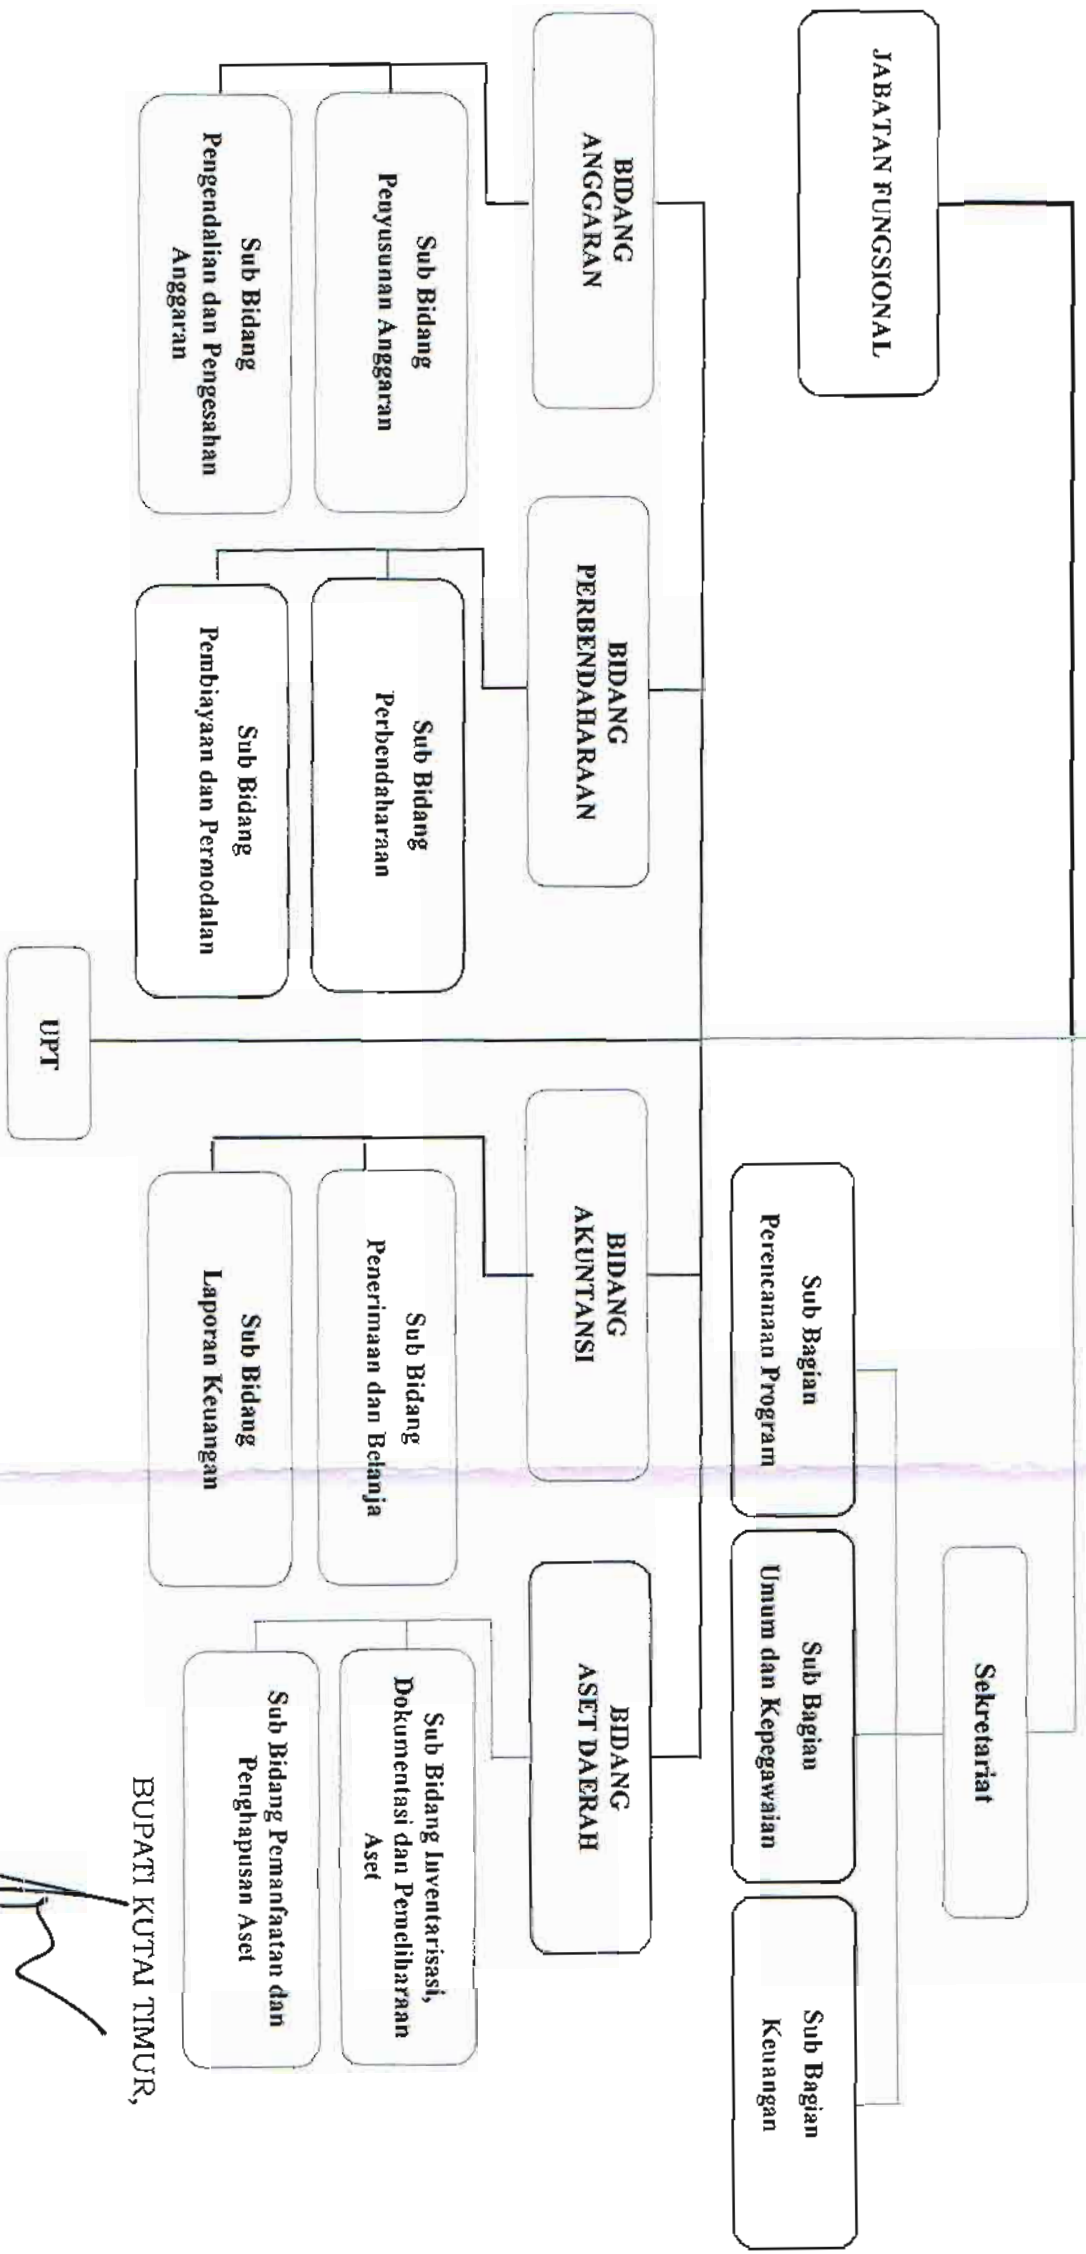 JABATAN FUNGSIONAL
Sekretariat
Sub Bagian
Perencanaan Program
Sub Bagian
Umum dan Kepegawaian
Sub Bagian
Keuangan
BIDANG
ANGGARAN
BIDANG
PERBENDAHARAAN
BIDANG
AKUNTANSI
BIDANG
ASET DAERAH
Sub Bidang
Penyusunan Anggaran
Sub Bidang
Perbendaharaan
Sub Bidang
Penerimaan dan Belanja
Sub Bidang Inventarisasi,
Dokumentasi dan Pemeliharaan
Aset
Sub Bidang
Pengendalian dan Pengesahan
Anggaran
Sub Bidang
Pembiayaan dan Permodalan
Sub Bidang
Laporan Keuangan
Sub Bidang Pemanfaatan dan
Penghapusan Aset
UPT
BUPATI KUTAI TIMUR,